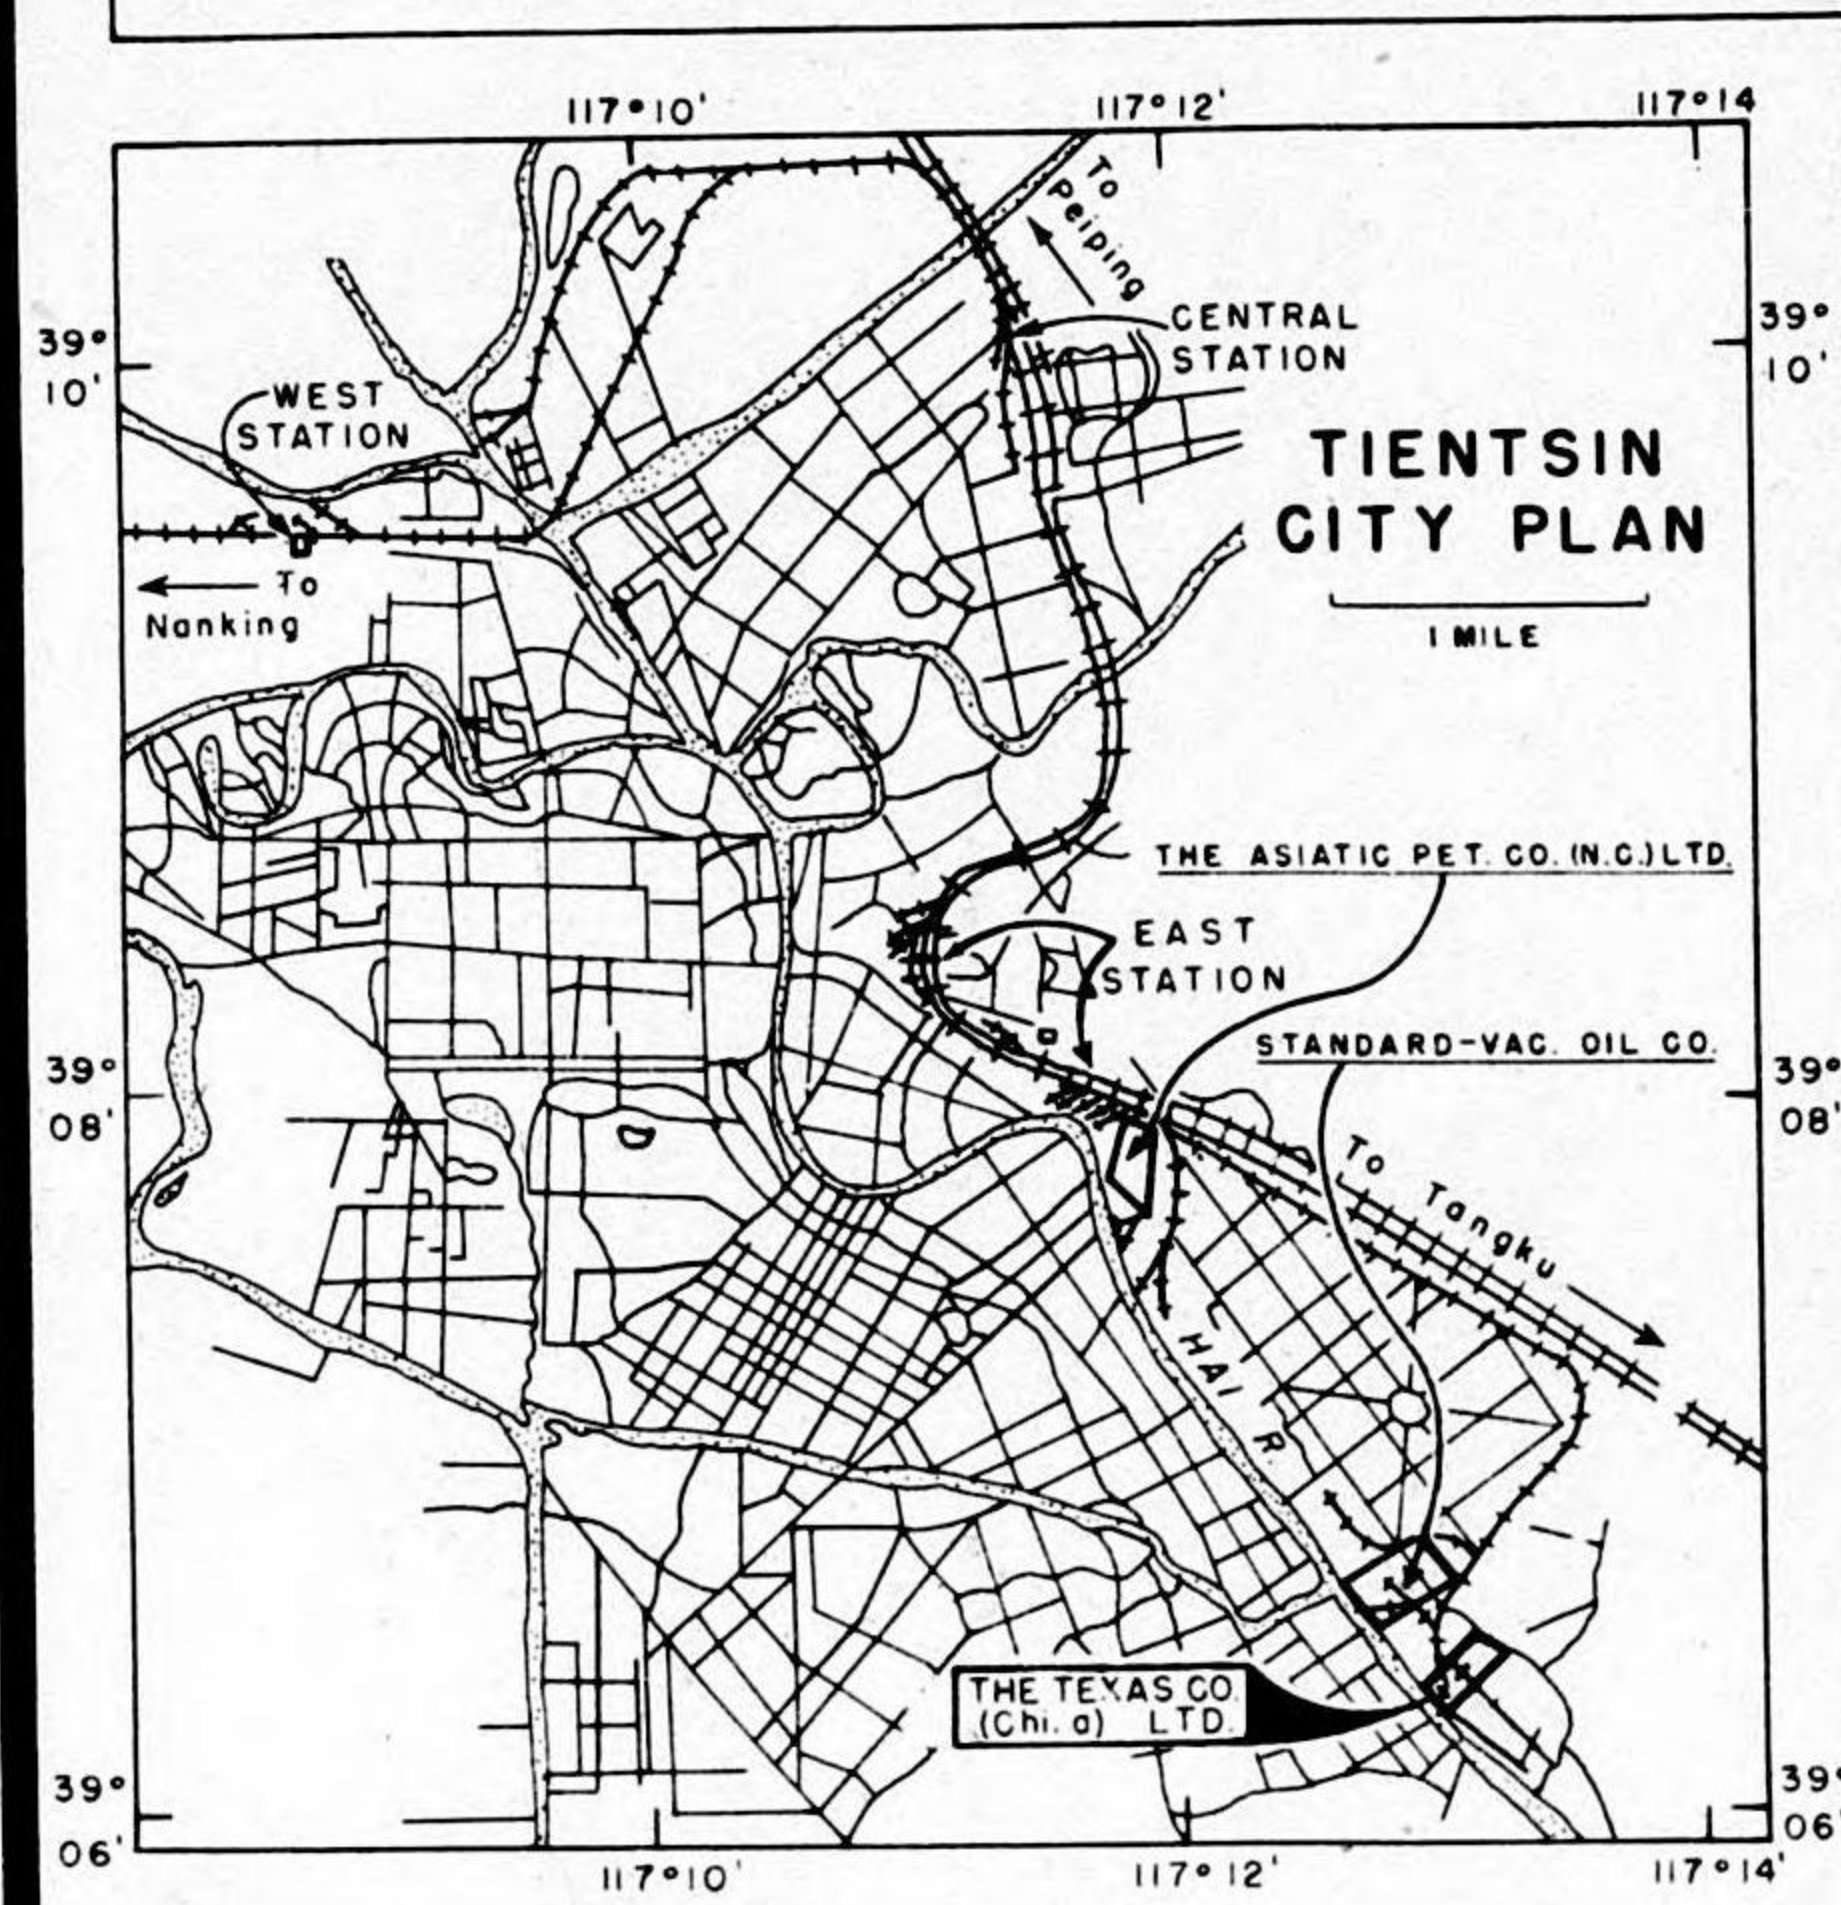 117°10'
117°12'
117°14
To
Peiping
CENTRAL
STATION
39°
10'
39°
10'
WEST
STATION
TIENTSIN
CITY PLAN
1 MILE
To
Nanking
THE ASIATIC PET. CO. (N.C.) LTD.
EAST
STATION
STANDARD-VAC. OIL CO.
39°
08'
39°
08'
To Tangku
HAI R
THE TEXAS CO.
(Chi. a) LTD.
39°
06'
39°
06'
117°10'
117°12'
117°14'